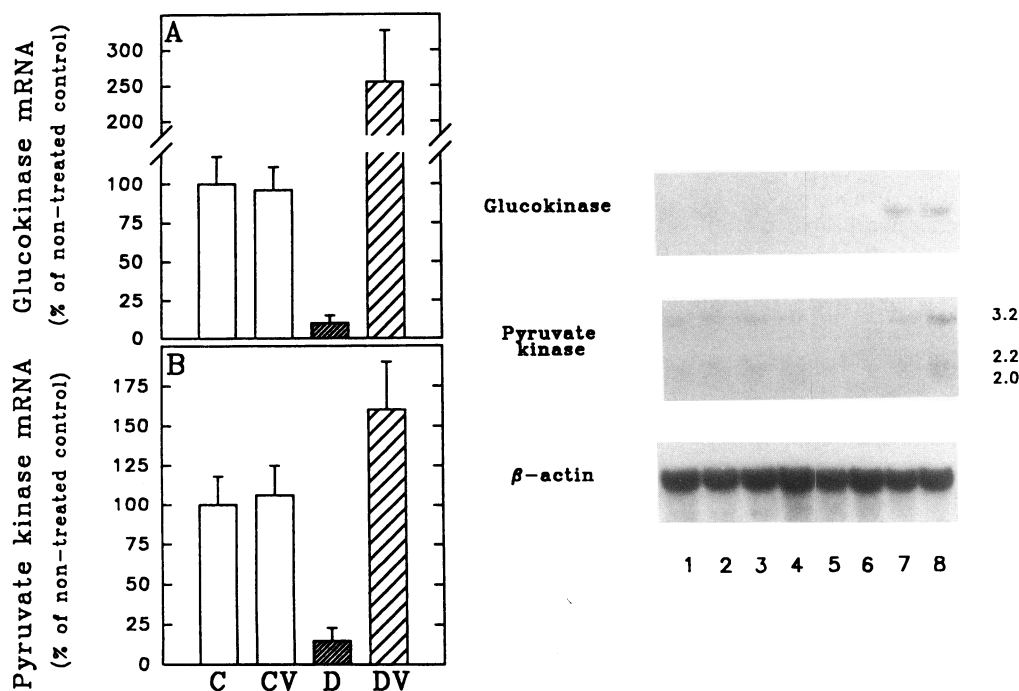 Glucokinase mRNA
(% of non-treated control)
A
300
250
200
100
75
50
25
0
Pyruvate kinase mRNA
(% of non-treated control)
B
175
150
125
100
75
50
25
0
C CV D DV
Glucokinase
Pyruvate
kinase
3.2
2.2
2.0
β-actin
1 2 3 4 5 6 7 8